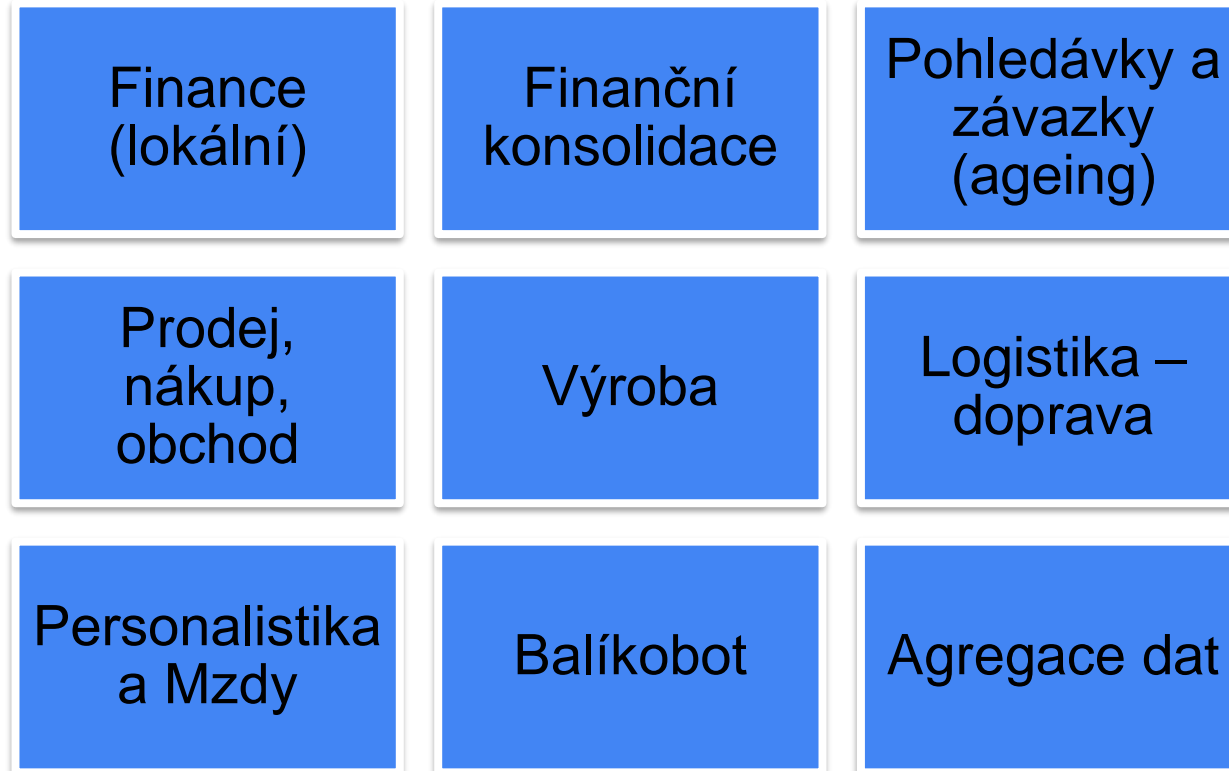 Finance
(lokální)
Finanční
konsolidace
Pohledávky a
závazky
(ageing)
Prodej,
nákup,
obchod
Výroba
Logistika –
doprava
Personalistika
a Mzdy
Balíkobot
Agregace dat